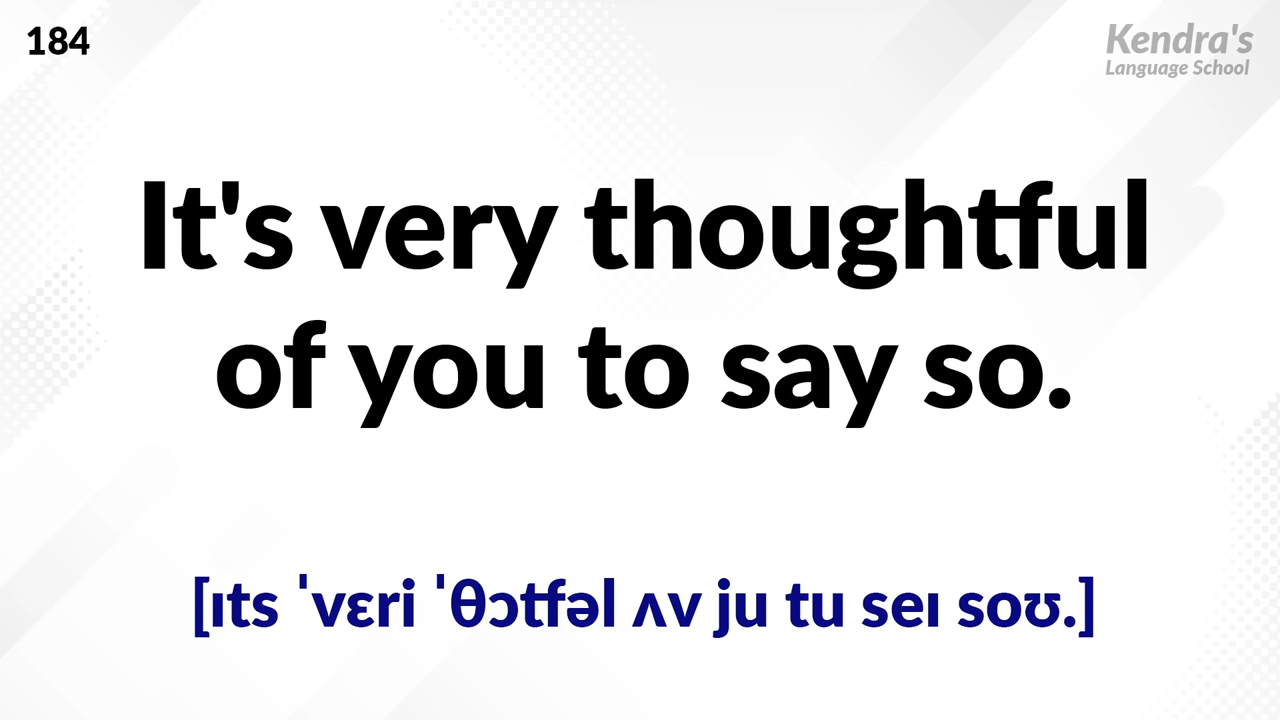 184
Kendra's
Language School
It's very thoughtful
of you to say so.
[ɪts ˈvɛri ˈθɔtfəl ʌv ju tu seɪ soʊ.]